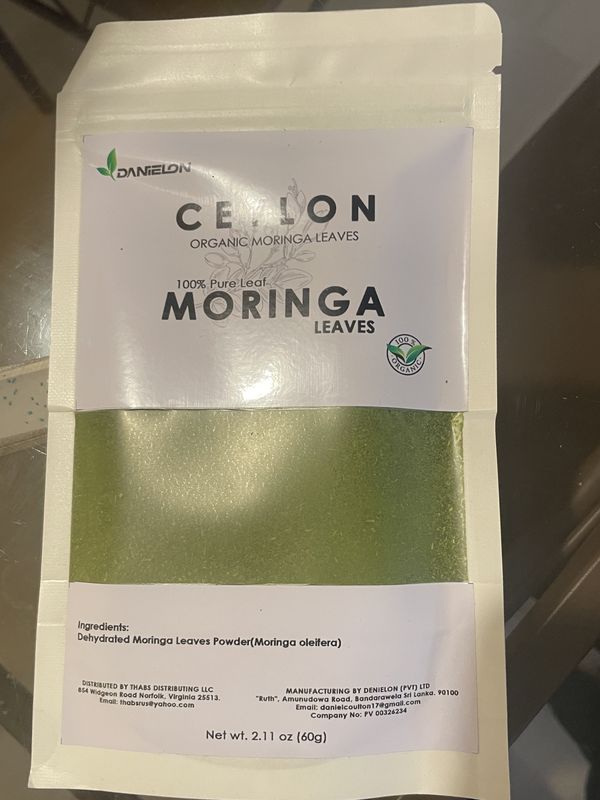 DANIELON
CEYLON
ORGANIC MORINGA LEAVES
100% Pure Leaf
MORINGA
LEAVES
100%
ORGANIC
Ingredients:
Dehydrated Moringa Leaves Powder(Moringa oleifera)
DISTRIBUTED BY THABS DISTRIBUTING LLC
854 Widgeon Road Norfolk, Virginia 25513.
Email: thabsrus@yahoo.com
MANUFACTURING BY DENIELON (PVT) LTD
"Ruth", Amunudowa Road, Bandarawela Sri Lanka. 90100
Email: danielcoulton17@gmail.com
Company No: PV 00326234
Net wt. 2.11 oz (60g)